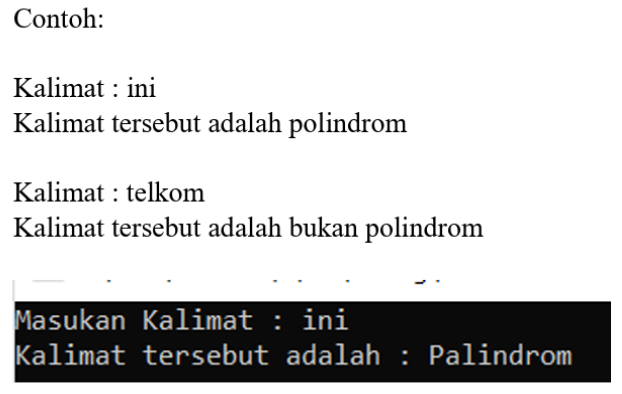 Contoh:
Kalimat : ini
Kalimat tersebut adalah polindrom
Kalimat : telkom
Kalimat tersebut adalah bukan polindrom
Masukan Kalimat : ini
Kalimat tersebut adalah : Palindrom